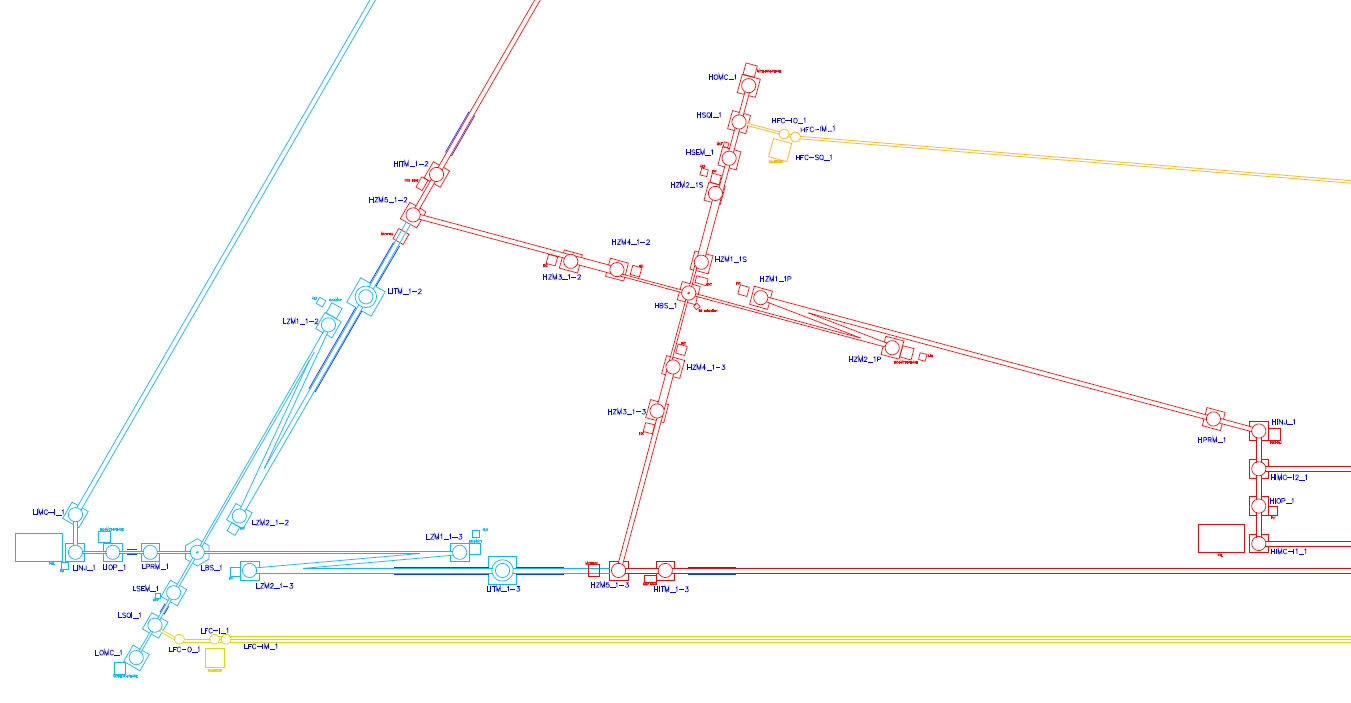 HOMC_1
HSQI_1
HFC-IO_1
HFC-IM_1
HSEM_1
HFC-SQ_1
HITM_1-2
HZM2_1S
HZM5_1-2
HZM4_1-2
HZM1_1S
HZM3_1-2
HZM1_1P
LITM_1-2
HBS_1
LZM1_1-2
HZM2_1P
HZM4_1-3
HZM3_1-3
HINJ_1
HPRM_1
HIMC-I2_1
HIOP_1
LIMC-I_1
LZM2_1-2
LZM1_1-3
HIMC-I1_1
LINJ_1
LIOP_1
LPRM_1
LBS_1
LZM2_1-3
LITM_1-3
HZM5_1-3
HITM_1-3
LSEM_1
LSQI_1
LFC-I_1
LFC-O_1
LFC-IM_1
LOMC_1